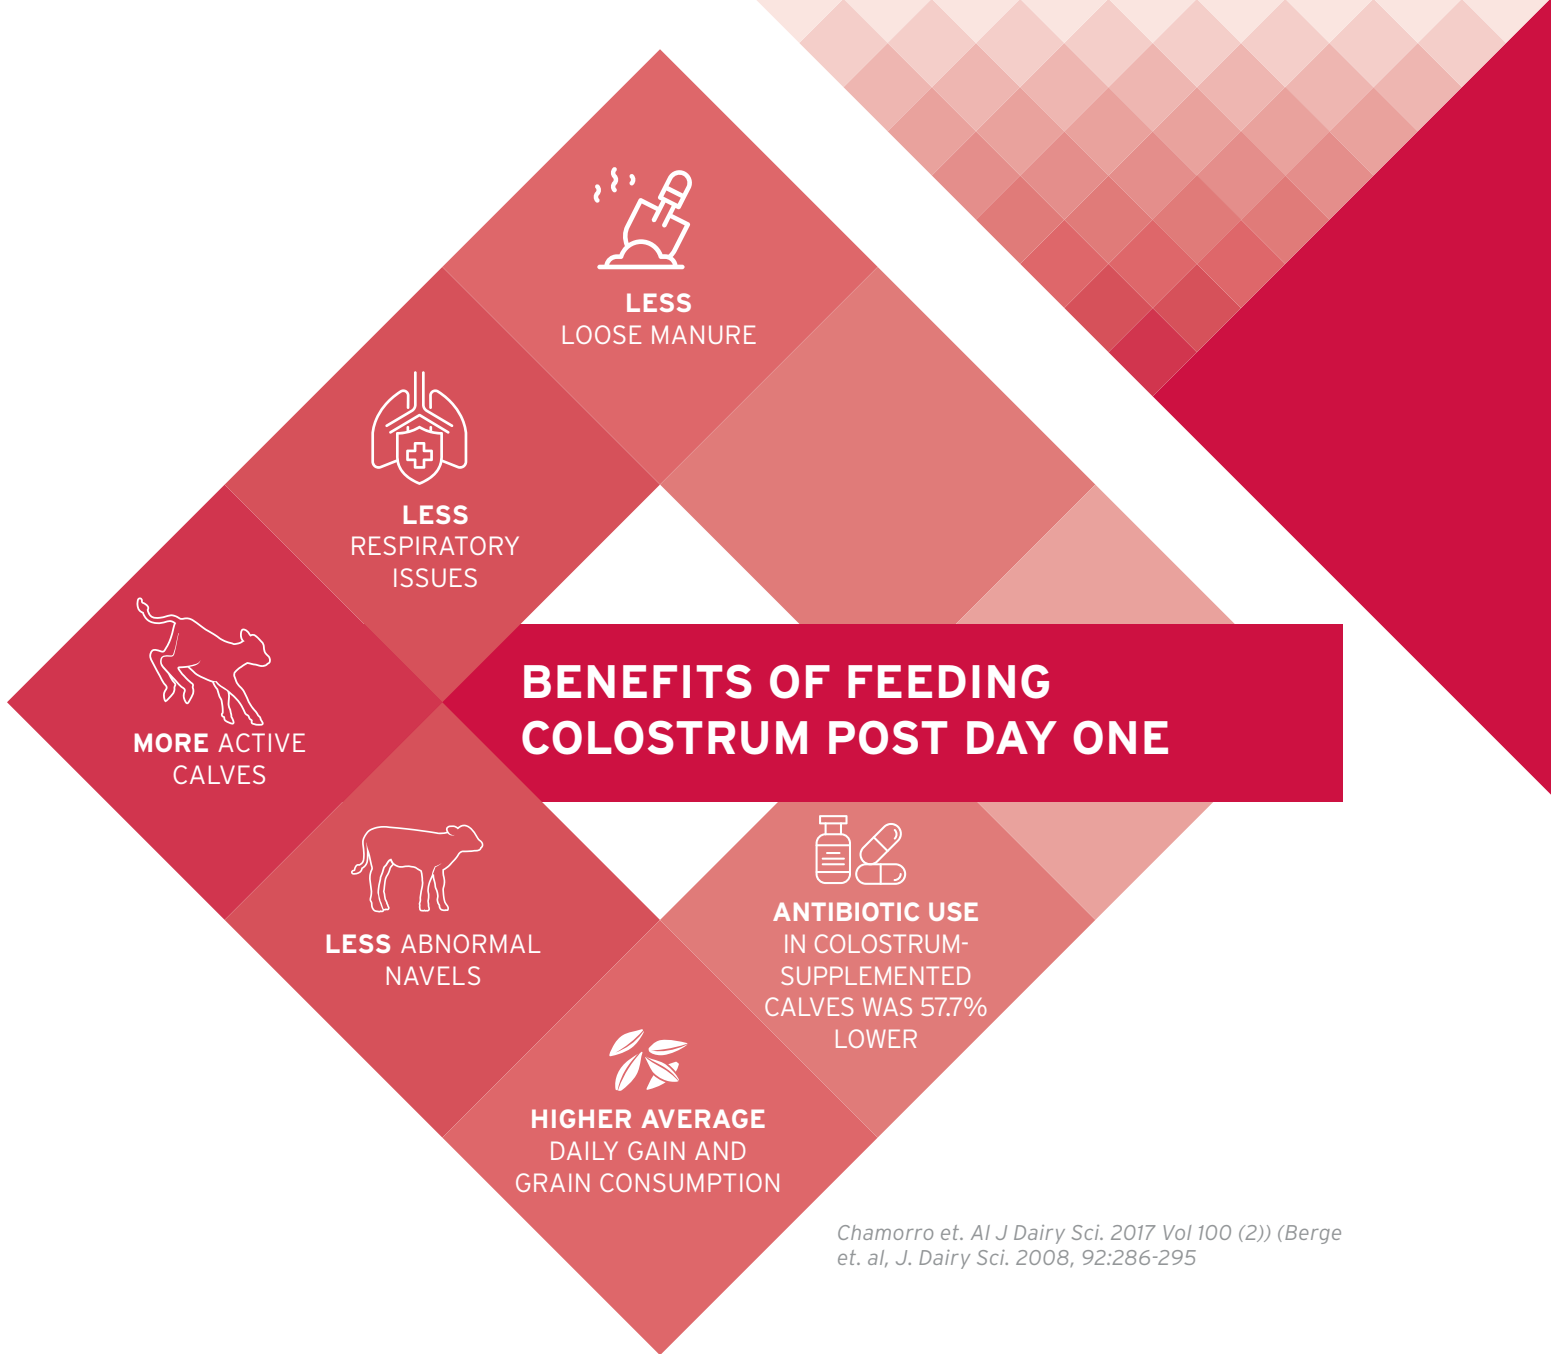 LESS
LOOSE MANURE
LESS
RESPIRATORY
ISSUES
MORE ACTIVE
CALVES
BENEFITS OF FEEDING
COLOSTRUM POST DAY ONE
LESS ABNORMAL
NAVELS
ANTIBIOTIC USE
IN COLOSTRUM-
SUPPLEMENTED
CALVES WAS 57.7%
LOWER
HIGHER AVERAGE
DAILY GAIN AND
GRAIN CONSUMPTION
Chamorro et. Al J Dairy Sci. 2017 Vol 100 (2)) (Berge
et. al, J. Dairy Sci. 2008, 92:286-295